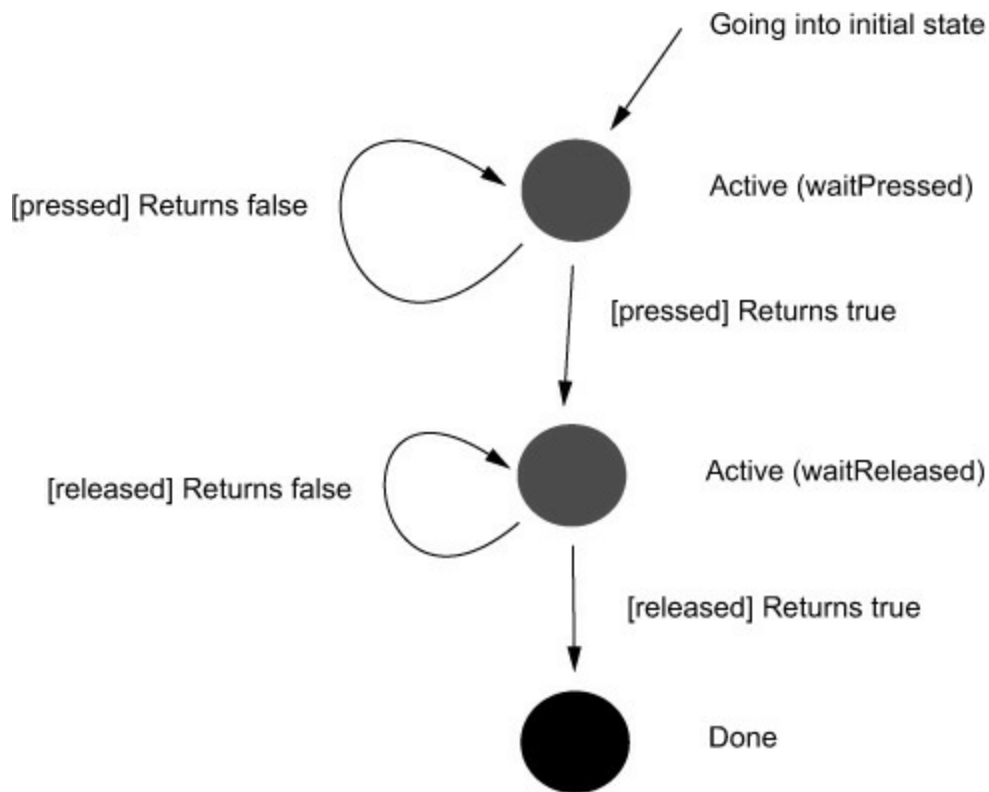 Going into initial state
Active (waitPressed)
[pressed] Returns false
[pressed] Returns true
Active (waitReleased)
[released] Returns false
[released] Returns true
Done